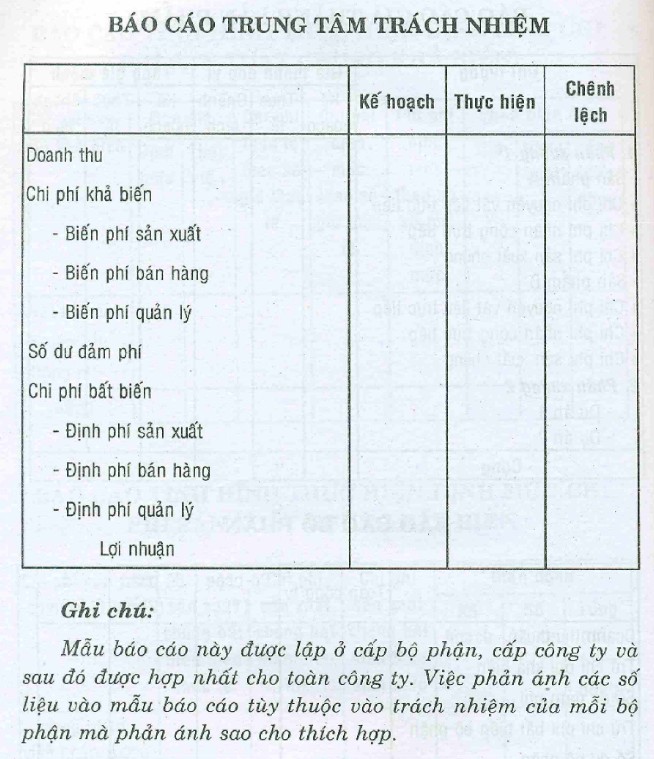 BÁO CÁO TRUNG TÂM TRÁCH NHIỆM
Kế hoạch Thực hiện Chênh lệch
Doanh thu
Chi phí khả biến
- Biến phí sản xuất
- Biến phí bán hàng
- Biến phí quản lý
Số dư đảm phí
Chi phí bất biến
- Định phí sản xuất
- Định phí bán hàng
- Định phí quản lý
Lợi nhuận
Ghi chú:
Mẫu báo cáo này được lập ở cấp bộ phận, cấp công ty và
sau đó được hợp nhất cho toàn công ty. Việc phản ánh các số
liệu vào mẫu báo cáo tùy thuộc vào trách nhiệm của mỗi bộ
phận mà phản ánh sao cho thích hợp.